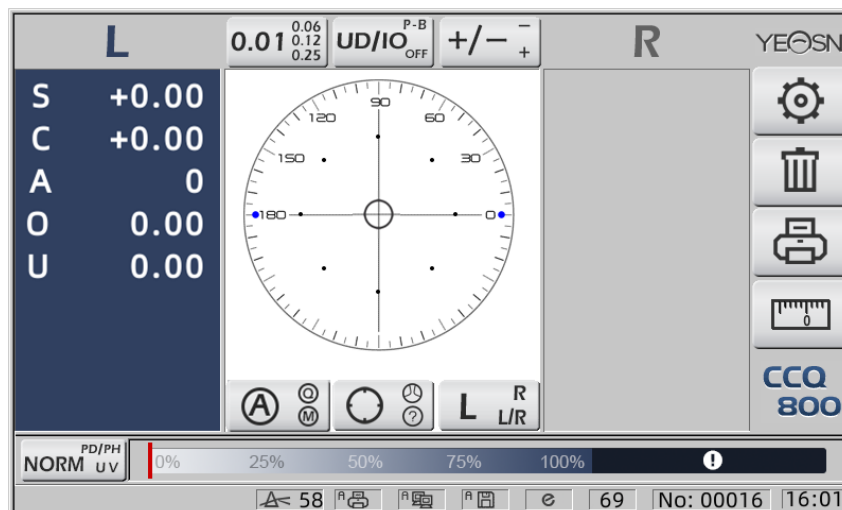 L
0.01 0.06 0.12 0.25
UD/IO P-B OFF
+/- - +
R
YEOSN
S +0.00
C +0.00
A 0
O 0.00
U 0.00
90
120 60
150 30
180 0
0
A Q M
?
L R L/R
CCQ
800
NORM PD/PH UV
0% 25% 50% 75% 100% !
58 A A A e 69 No: 00016 16:01